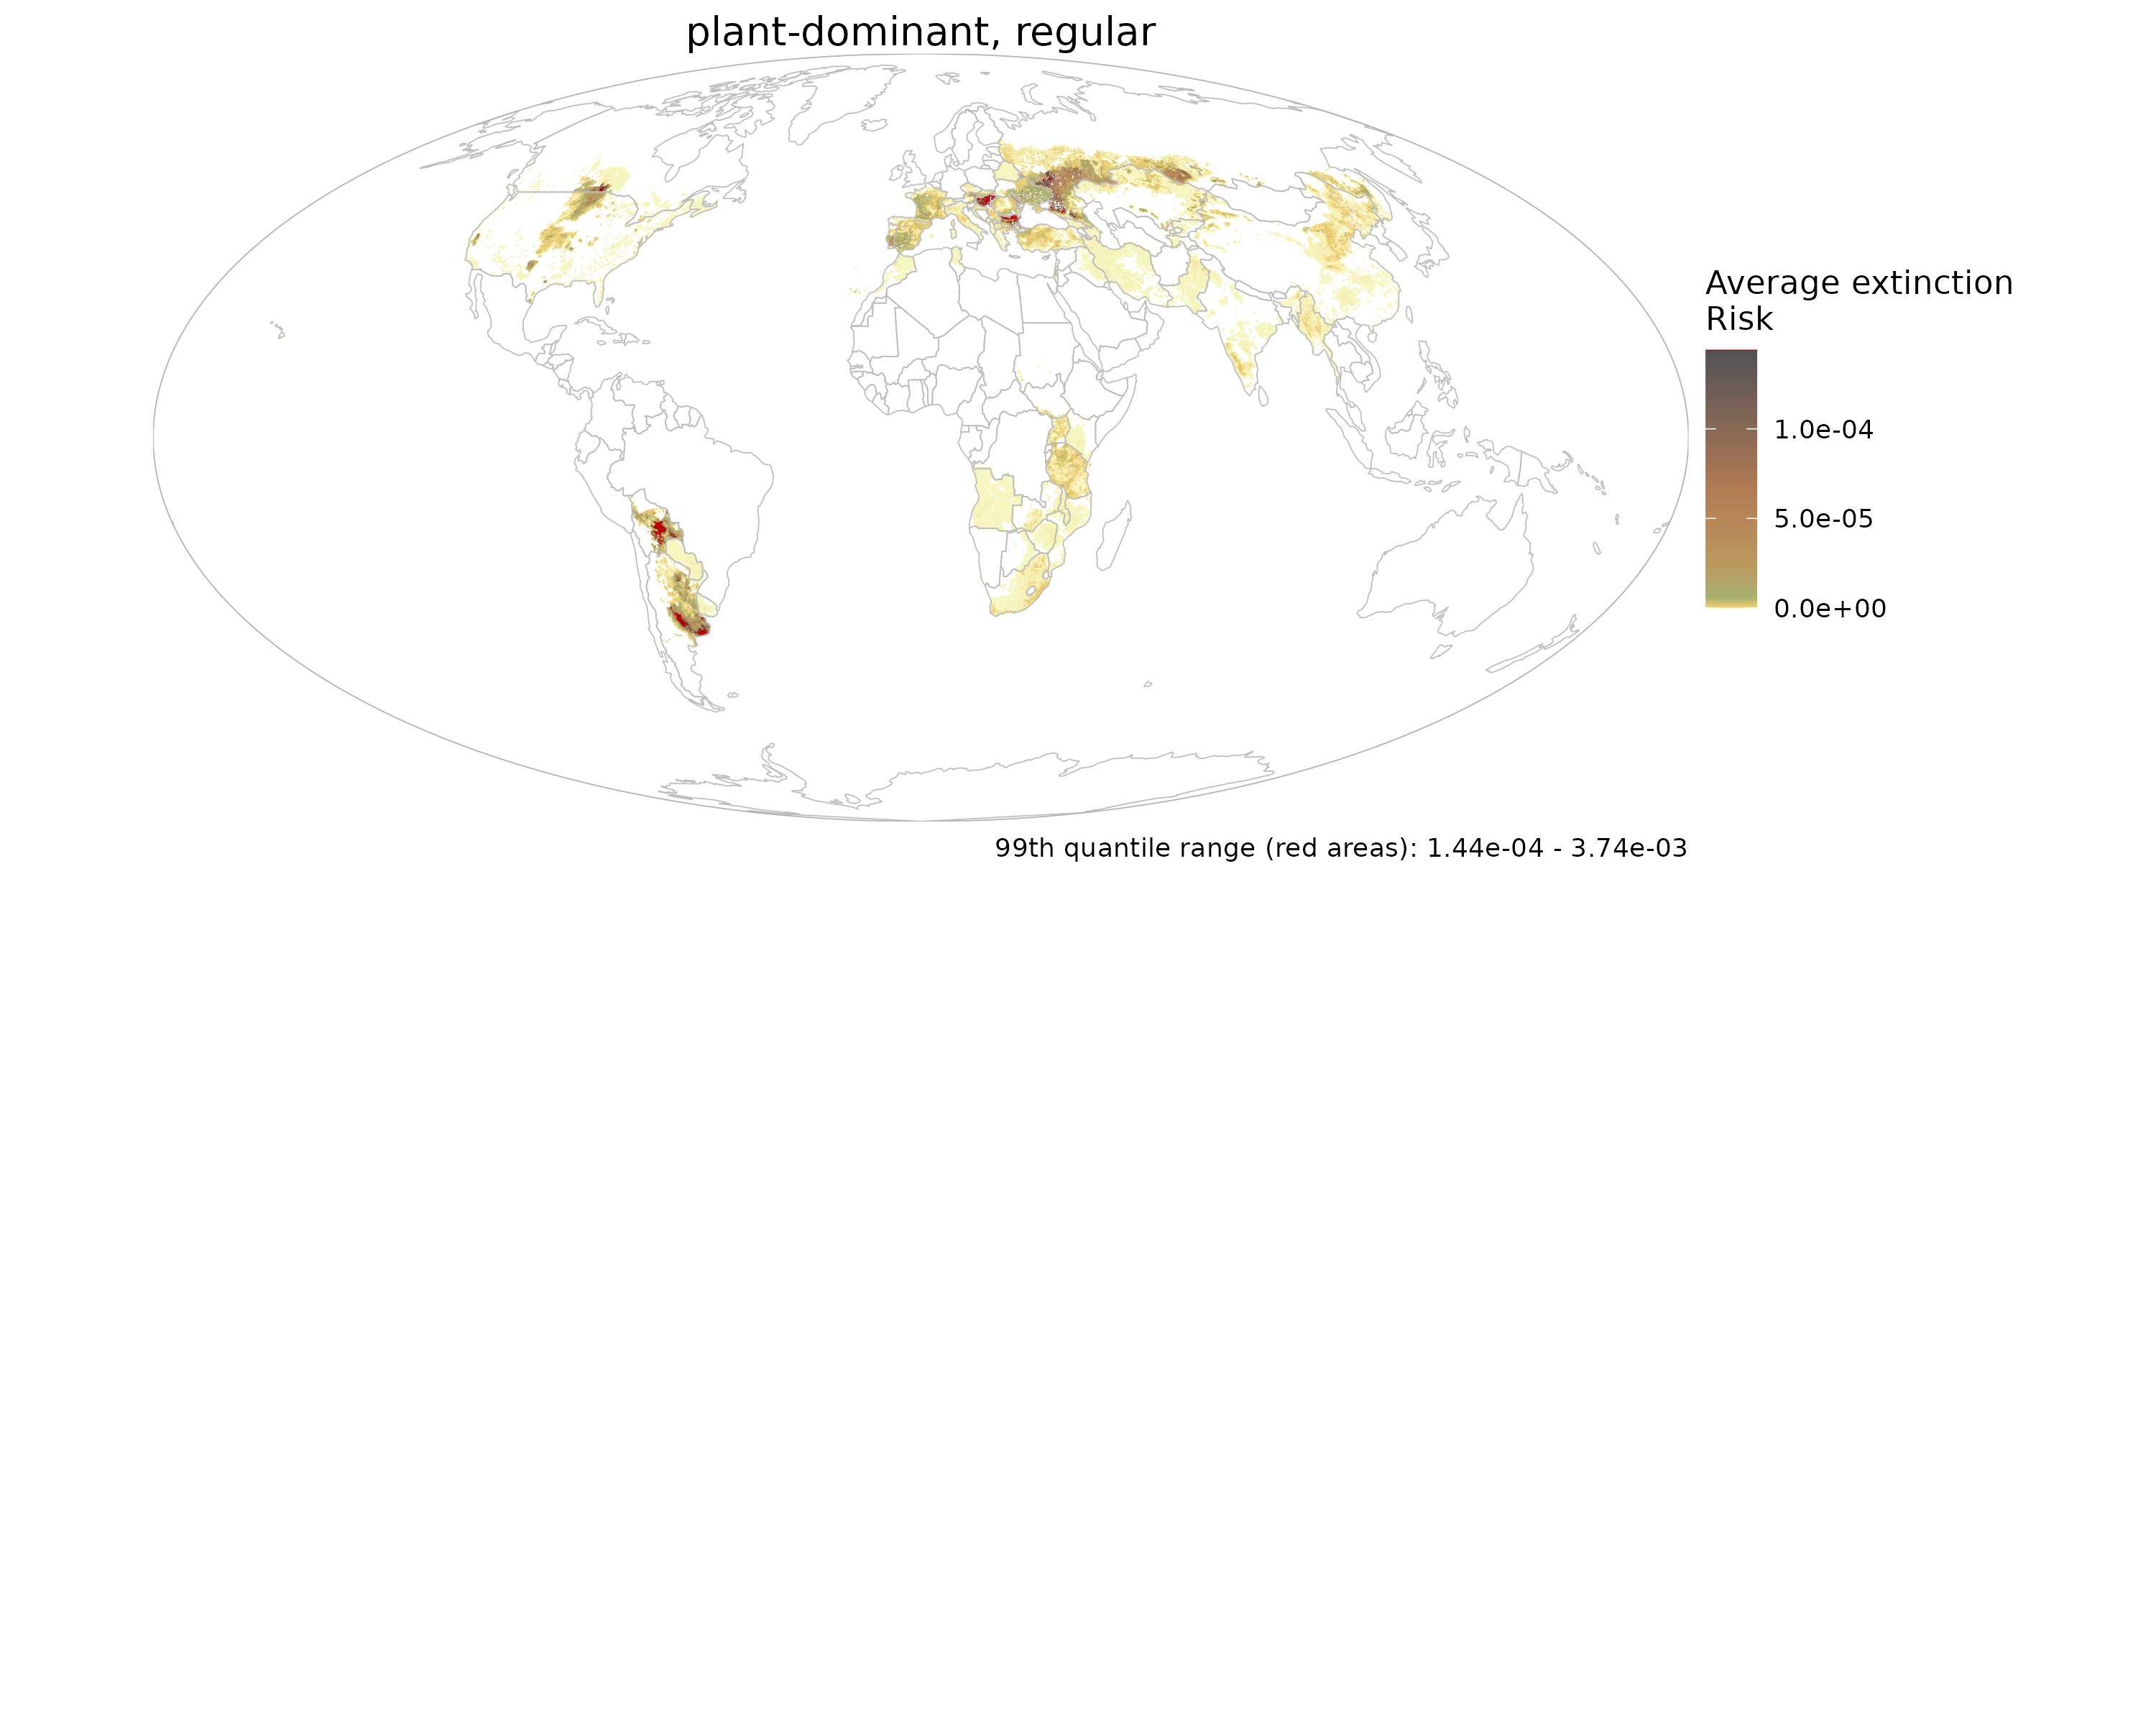 plant-dominant, regular
Average extinction
Risk
1.0e-04
5.0e-05
0.0e+00
99th quantile range (red areas): 1.44e-04 - 3.74e-03